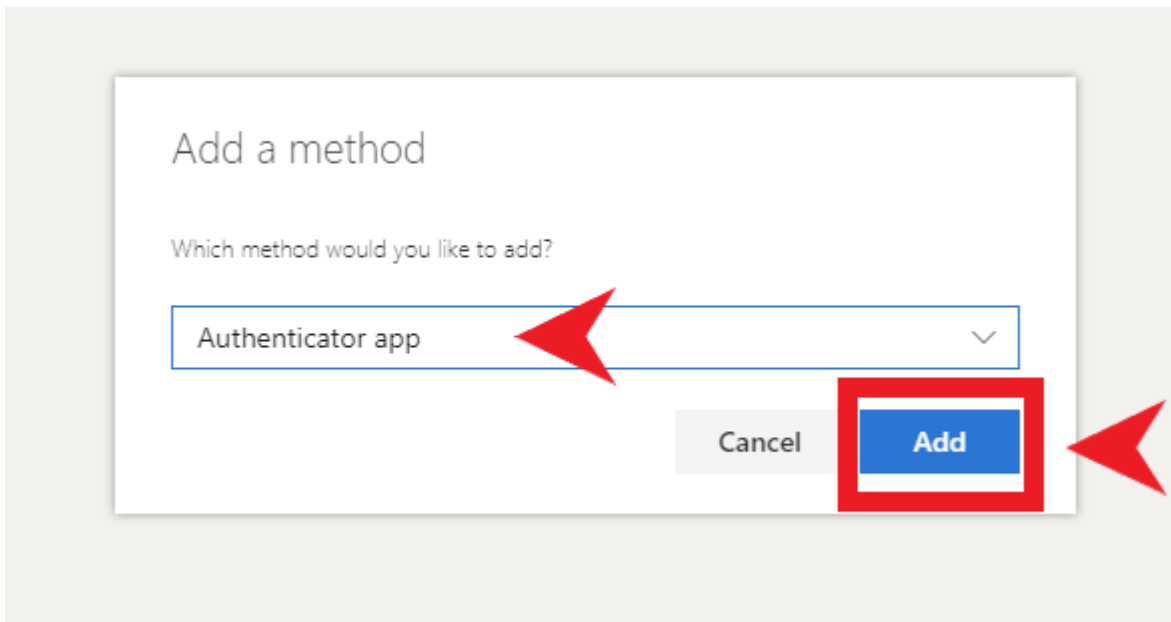 Add a method
Which method would you like to add?
Authenticator app
Cancel
Add